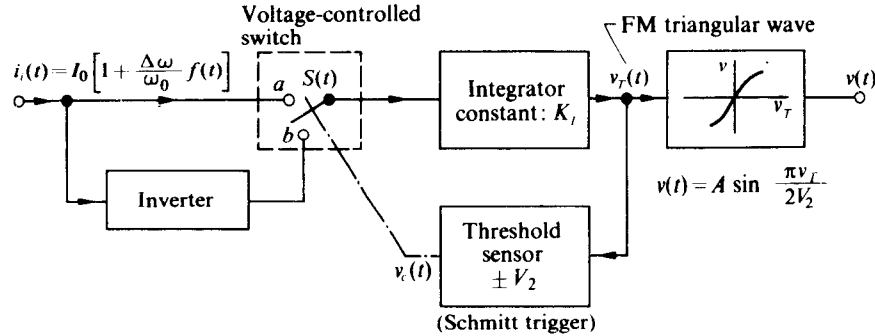 Voltage-controlled
switch
FM triangular wave
i_i(t) = I_0 [1 + Δω/ω_0 f(t)]
a
S(t)
b
Integrator
constant: K_I
v_T(t)
v
v_T
v(t)
Inverter
v_c(t)
Threshold
sensor
± V_2
(Schmitt trigger)
v(t) = A sin πv_T/2V_2